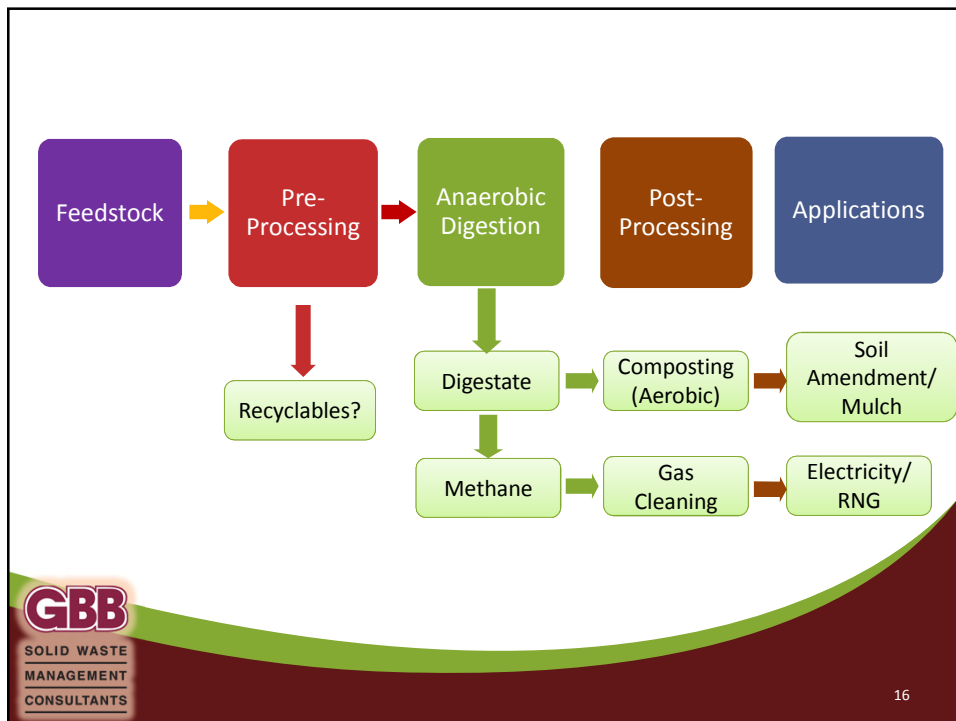 Feedstock
Pre-
Processing
Anaerobic
Digestion
Post-
Processing
Applications
Recyclables?
Digestate
Composting
(Aerobic)
Soil
Amendment/
Mulch
Methane
Gas
Cleaning
Electricity/
RNG
GBB
SOLID WASTE
MANAGEMENT
CONSULTANTS
16